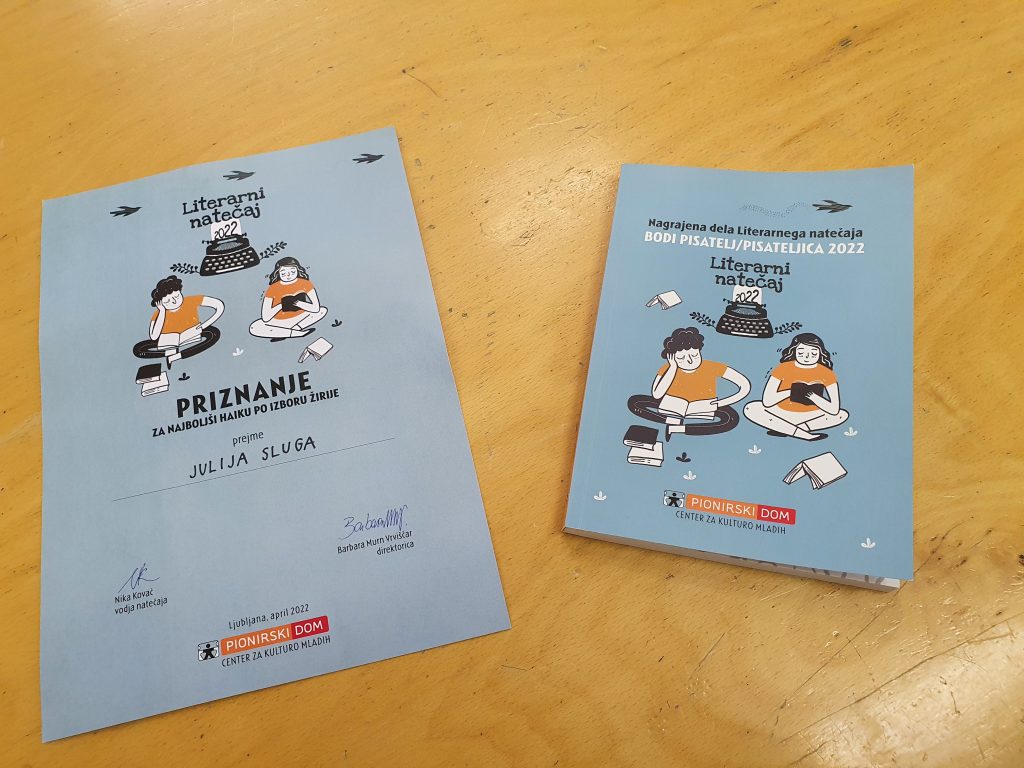 Literarni
natečaj
2022
PRIZNANJE
ZA NAJBOLJŠI HAIKU PO IZBORU ŽIRIJE
prejme
JULIJA SLUGA
Barbara Murn Vrviščar
direktorica
Nika Kovač
vodja natečaja
Ljubljana, april 2022
PIONIRSKI DOM
CENTER ZA KULTURO MLADIH
Nagrajena dela Literarnega natečaja
BODI PISATELJ/PISATELJICA 2022
Literarni
natečaj
2022
PIONIRSKI DOM
CENTER ZA KULTURO MLADIH